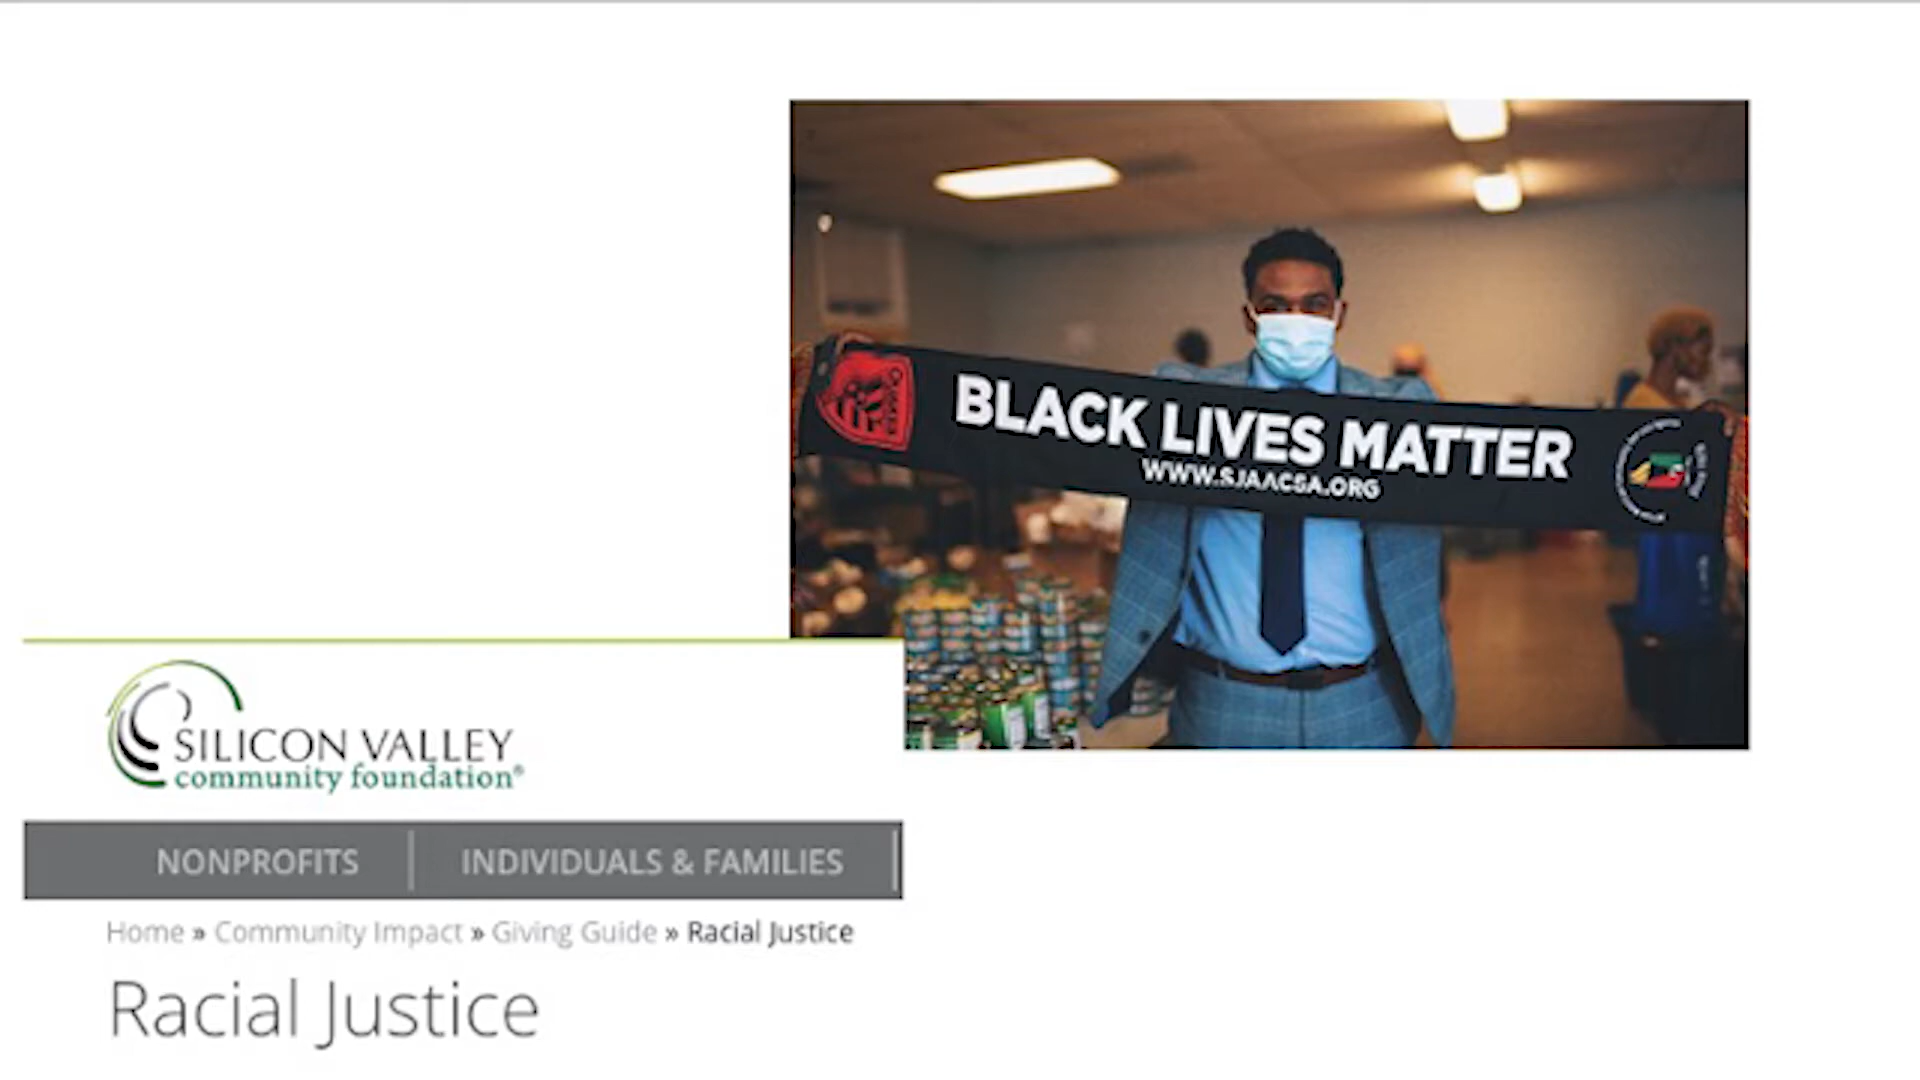 BLACK LIVES MATTER
WWW.SJAACSA.ORG
SILICON VALLEY
community foundation®
NONPROFITS
INDIVIDUALS & FAMILIES
Home » Community Impact » Giving Guide » Racial Justice
Racial Justice